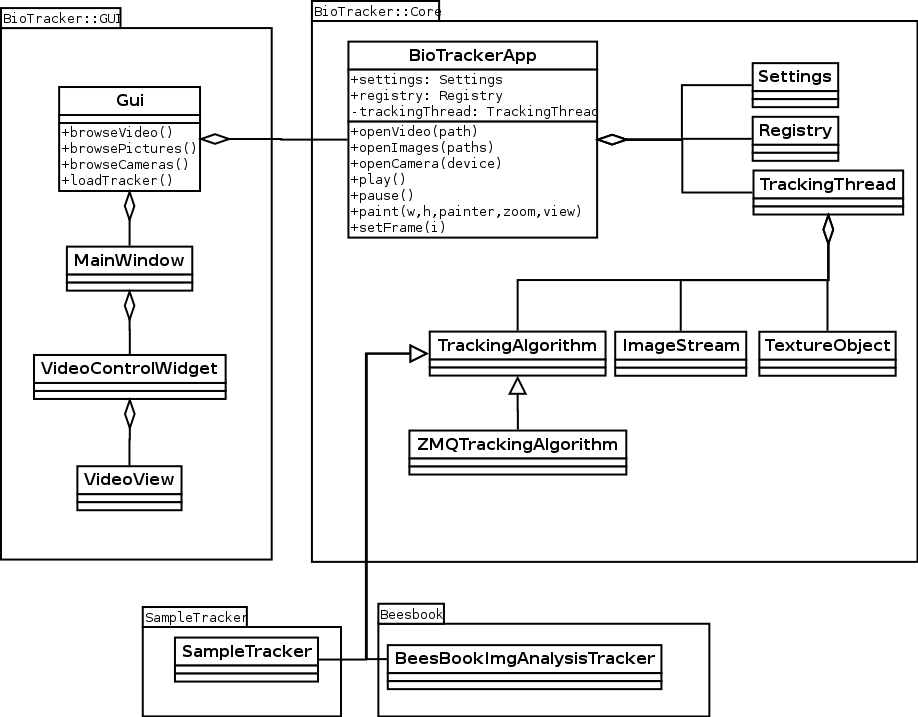 BioTracker::GUI
Gui
+browseVideo()
+browsePictures()
+browseCameras()
+loadTracker()
MainWindow
VideoControlWidget
VideoView
BioTracker::Core
BioTrackerApp
+settings: Settings
+registry: Registry
-trackingThread: TrackingThread
+openVideo(path)
+openImages(paths)
+openCamera(device)
+play()
+pause()
+paint(w,h,painter,zoom,view)
+setFrame(i)
Settings
Registry
TrackingThread
TrackingAlgorithm
ImageStream
TextureObject
ZMQTrackingAlgorithm
SampleTracker
SampleTracker
Beesbook
BeesBookImgAnalysisTracker